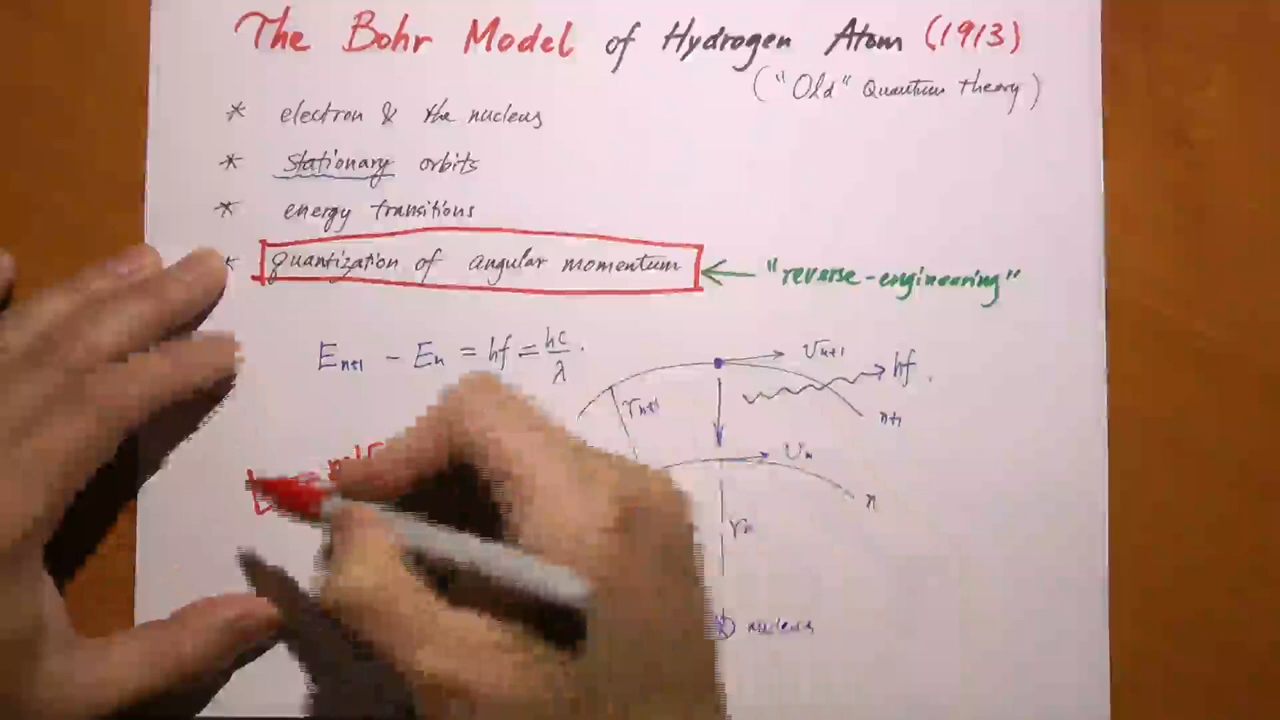 The Bohr Model of Hydrogen Atom (1913)
("Old" Quantum theory)
* electron & the nucleus
* stationary orbits
* energy transitions
* quantization of angular momentum ← "reverse-engineering"
Eₙ₊₁ - Eₙ = hf = hc/λ.
vₙ₊₁
hf.
rₙ₊₁
n+1
vₙ
n
rₙ
nucleus